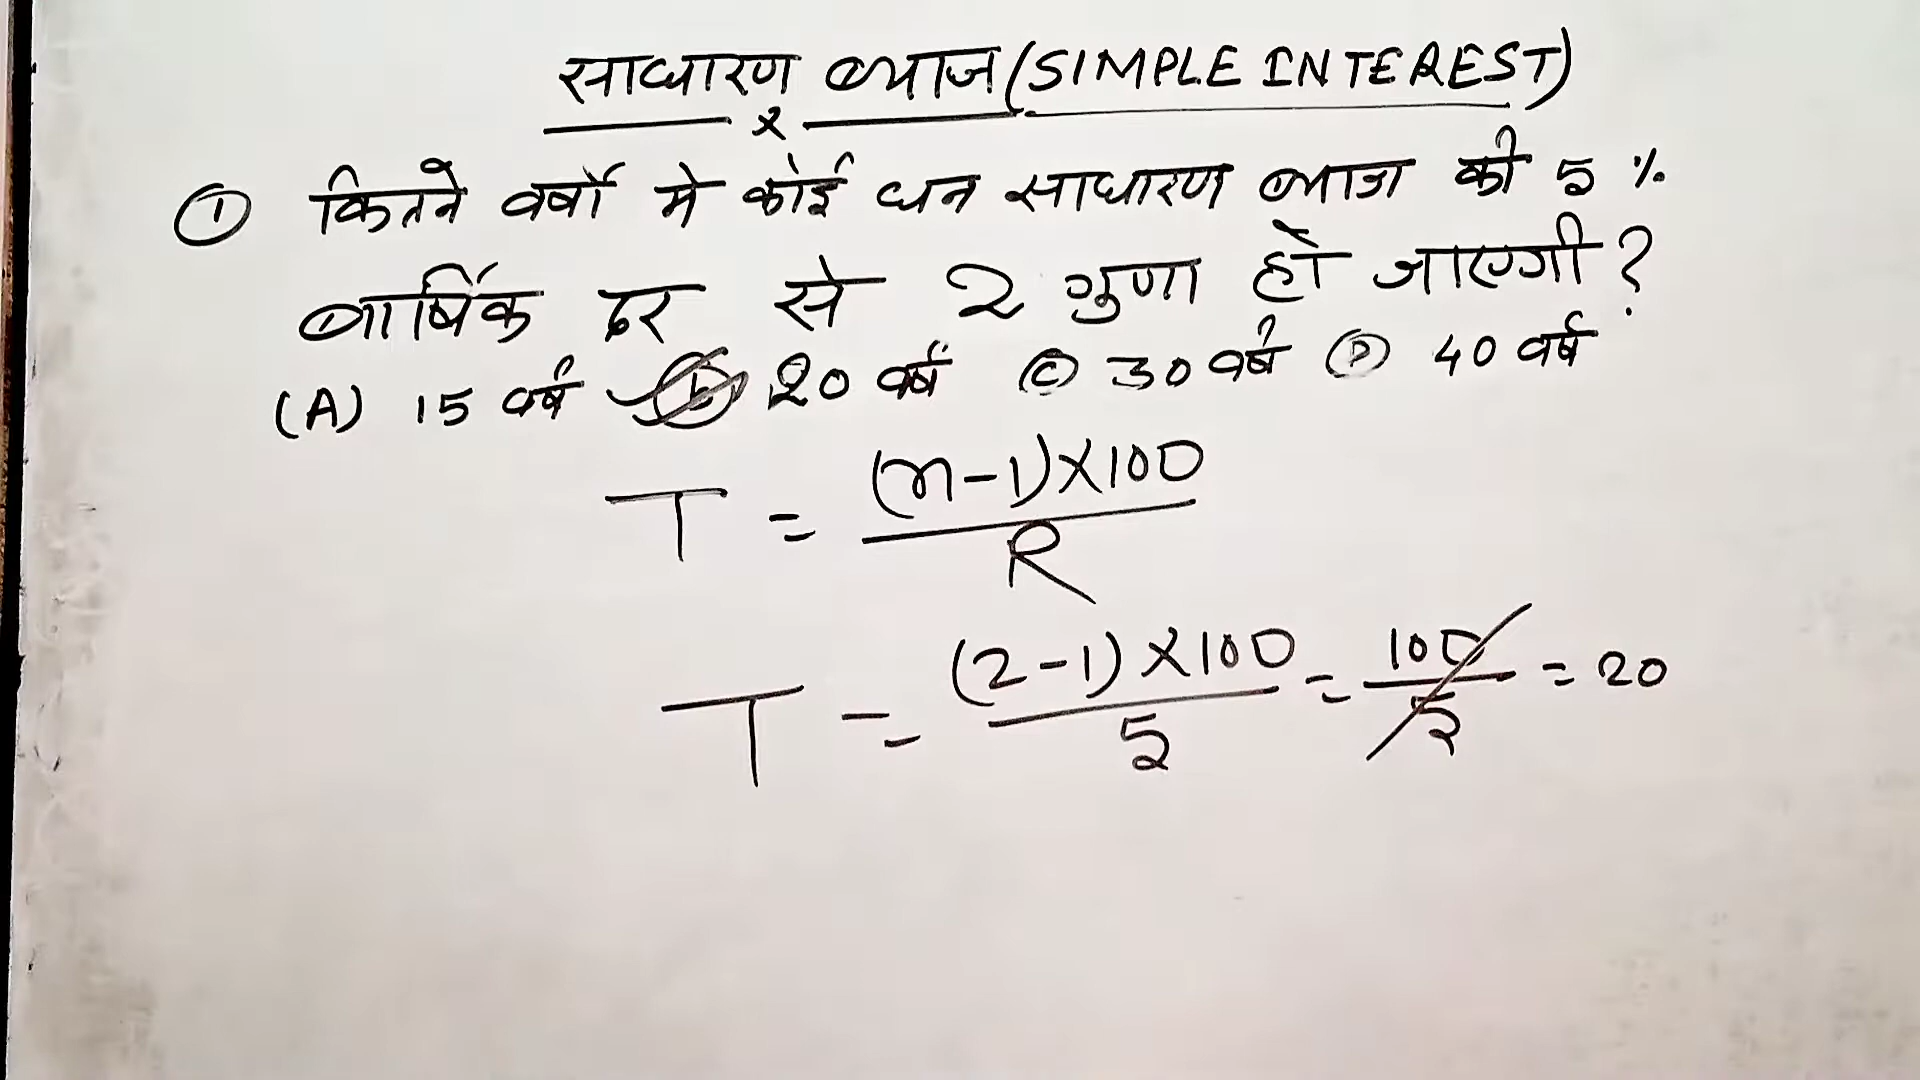 साधारण ब्याज (SIMPLE INTEREST)
① कितने वर्षो मे कोई धन साधारण ब्याज की 5 %
वार्षिक दर से 2 गुणा हो जाएगी ?
(A) 15 वर्ष 20 वर्ष Ⓒ 30 वर्ष Ⓓ 40 वर्ष
T = (n-1)×100 / R
T = (2-1)×100 / 5 = 100 / 5 = 20